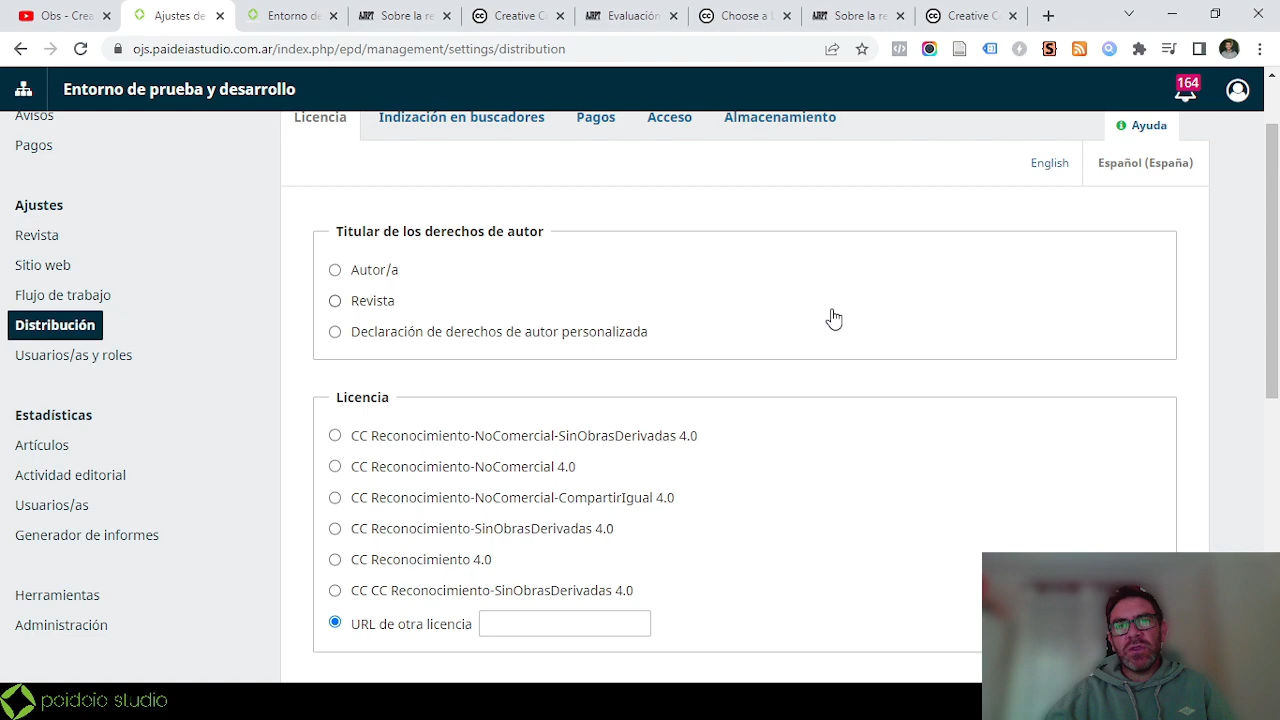 Obs - Crea
Ajustes de
Entorno de
Sobre la re
Creative Co
Evaluación
Choose a L
Sobre la re
Creative C
ojs.paideiastudio.com.ar/index.php/epd/management/settings/distribution
Entorno de prueba y desarrollo
164
Avisos
Pagos
Ajustes
Revista
Sitio web
Flujo de trabajo
Distribución
Usuarios/as y roles
Estadísticas
Artículos
Actividad editorial
Usuarios/as
Generador de informes
Herramientas
Administración
Licencia
Indización en buscadores
Pagos
Acceso
Almacenamiento
Ayuda
English
Español (España)
Titular de los derechos de autor
Autor/a
Revista
Declaración de derechos de autor personalizada
Licencia
CC Reconocimiento-NoComercial-SinObrasDerivadas 4.0
CC Reconocimiento-NoComercial 4.0
CC Reconocimiento-NoComercial-CompartirIgual 4.0
CC Reconocimiento-SinObrasDerivadas 4.0
CC Reconocimiento 4.0
CC CC Reconocimiento-SinObrasDerivadas 4.0
URL de otra licencia
paideia studio